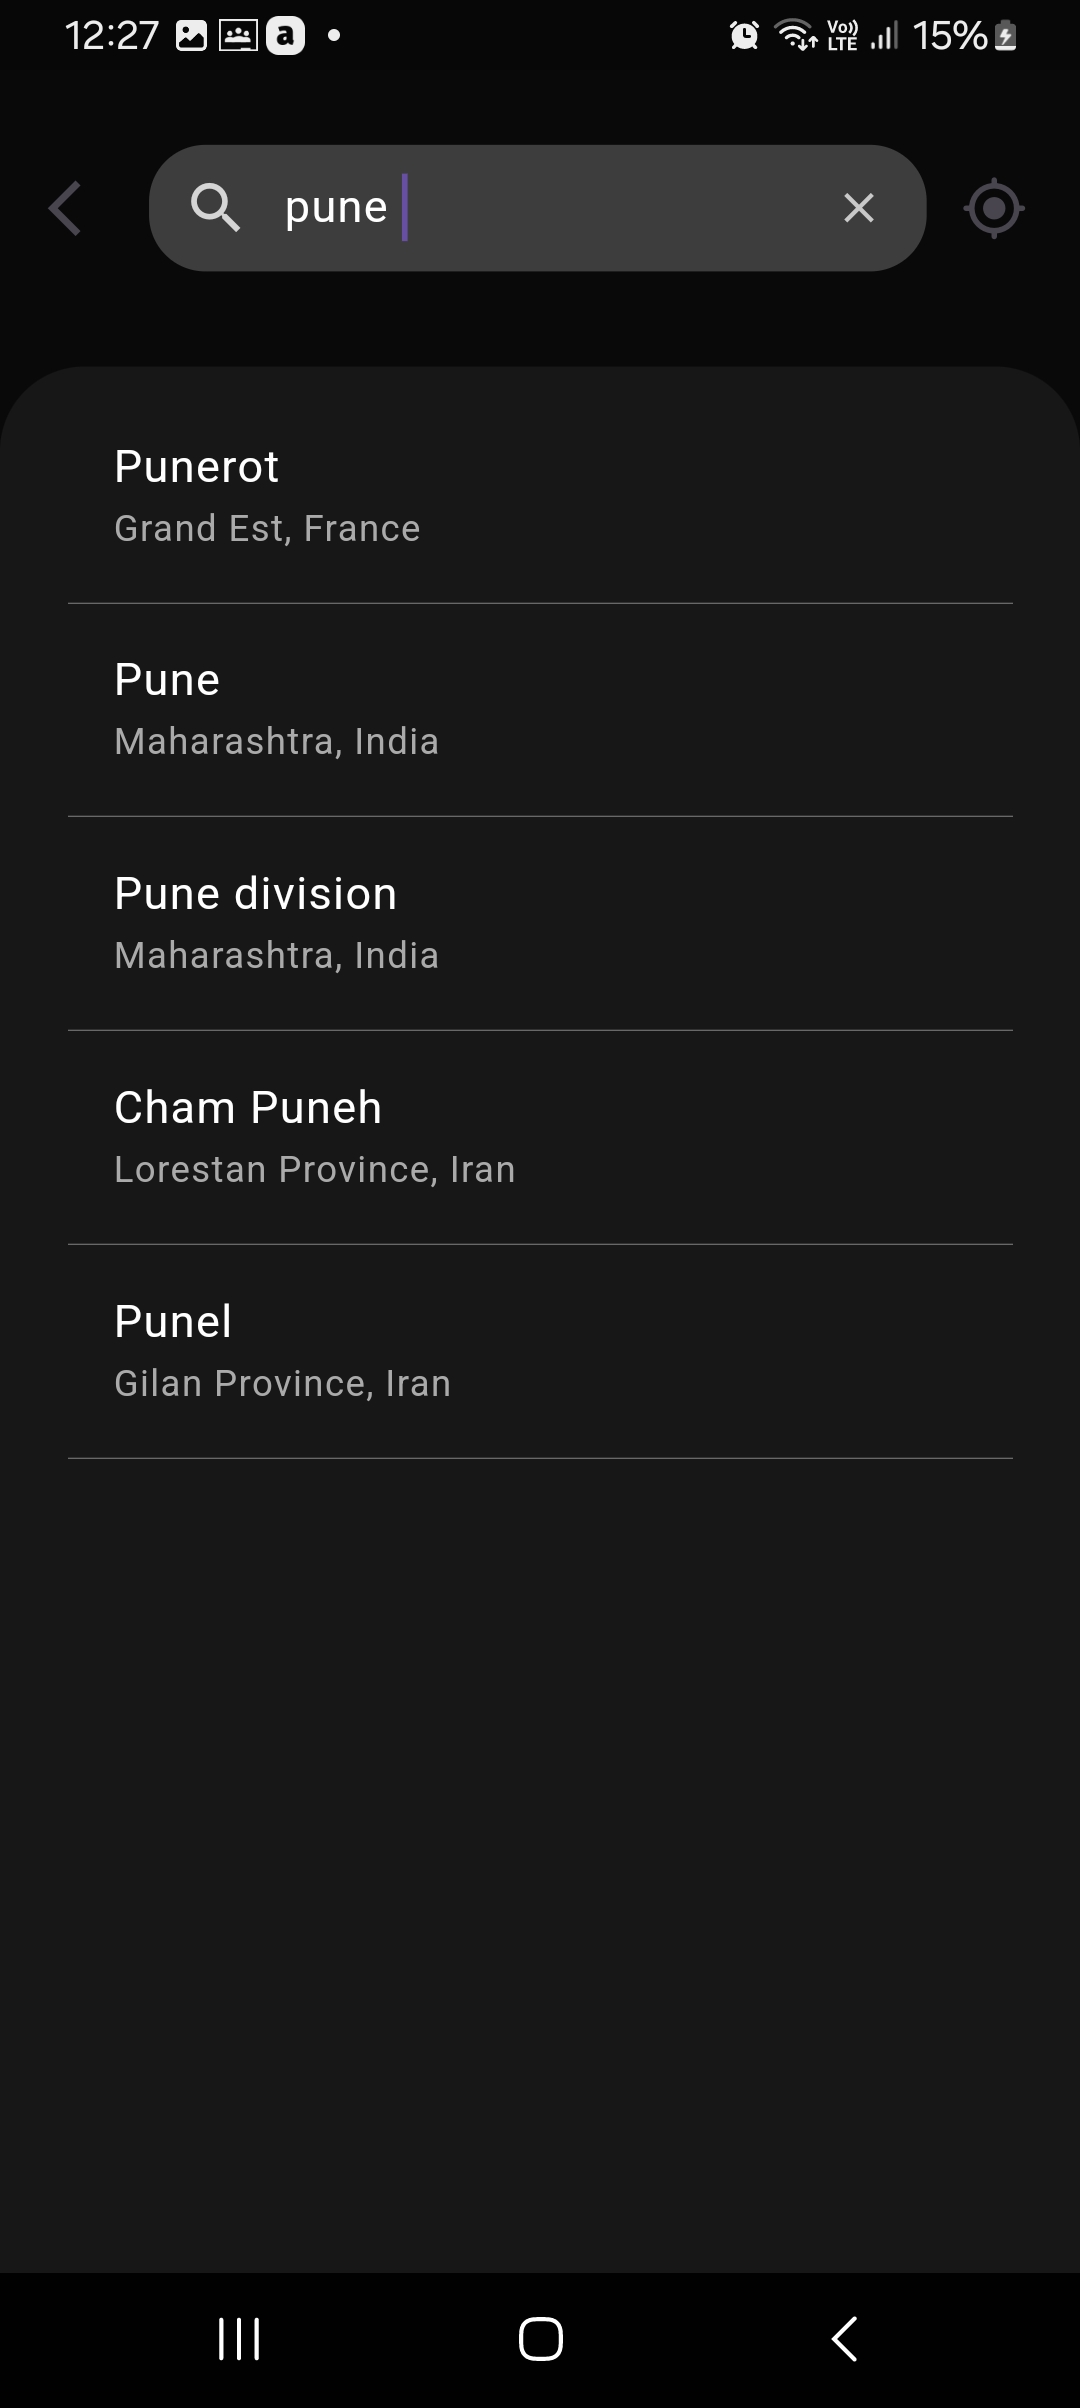 12:27 a Vo)) LTE 15%
pune
Punerot
Grand Est, France
Pune
Maharashtra, India
Pune division
Maharashtra, India
Cham Puneh
Lorestan Province, Iran
Punel
Gilan Province, Iran